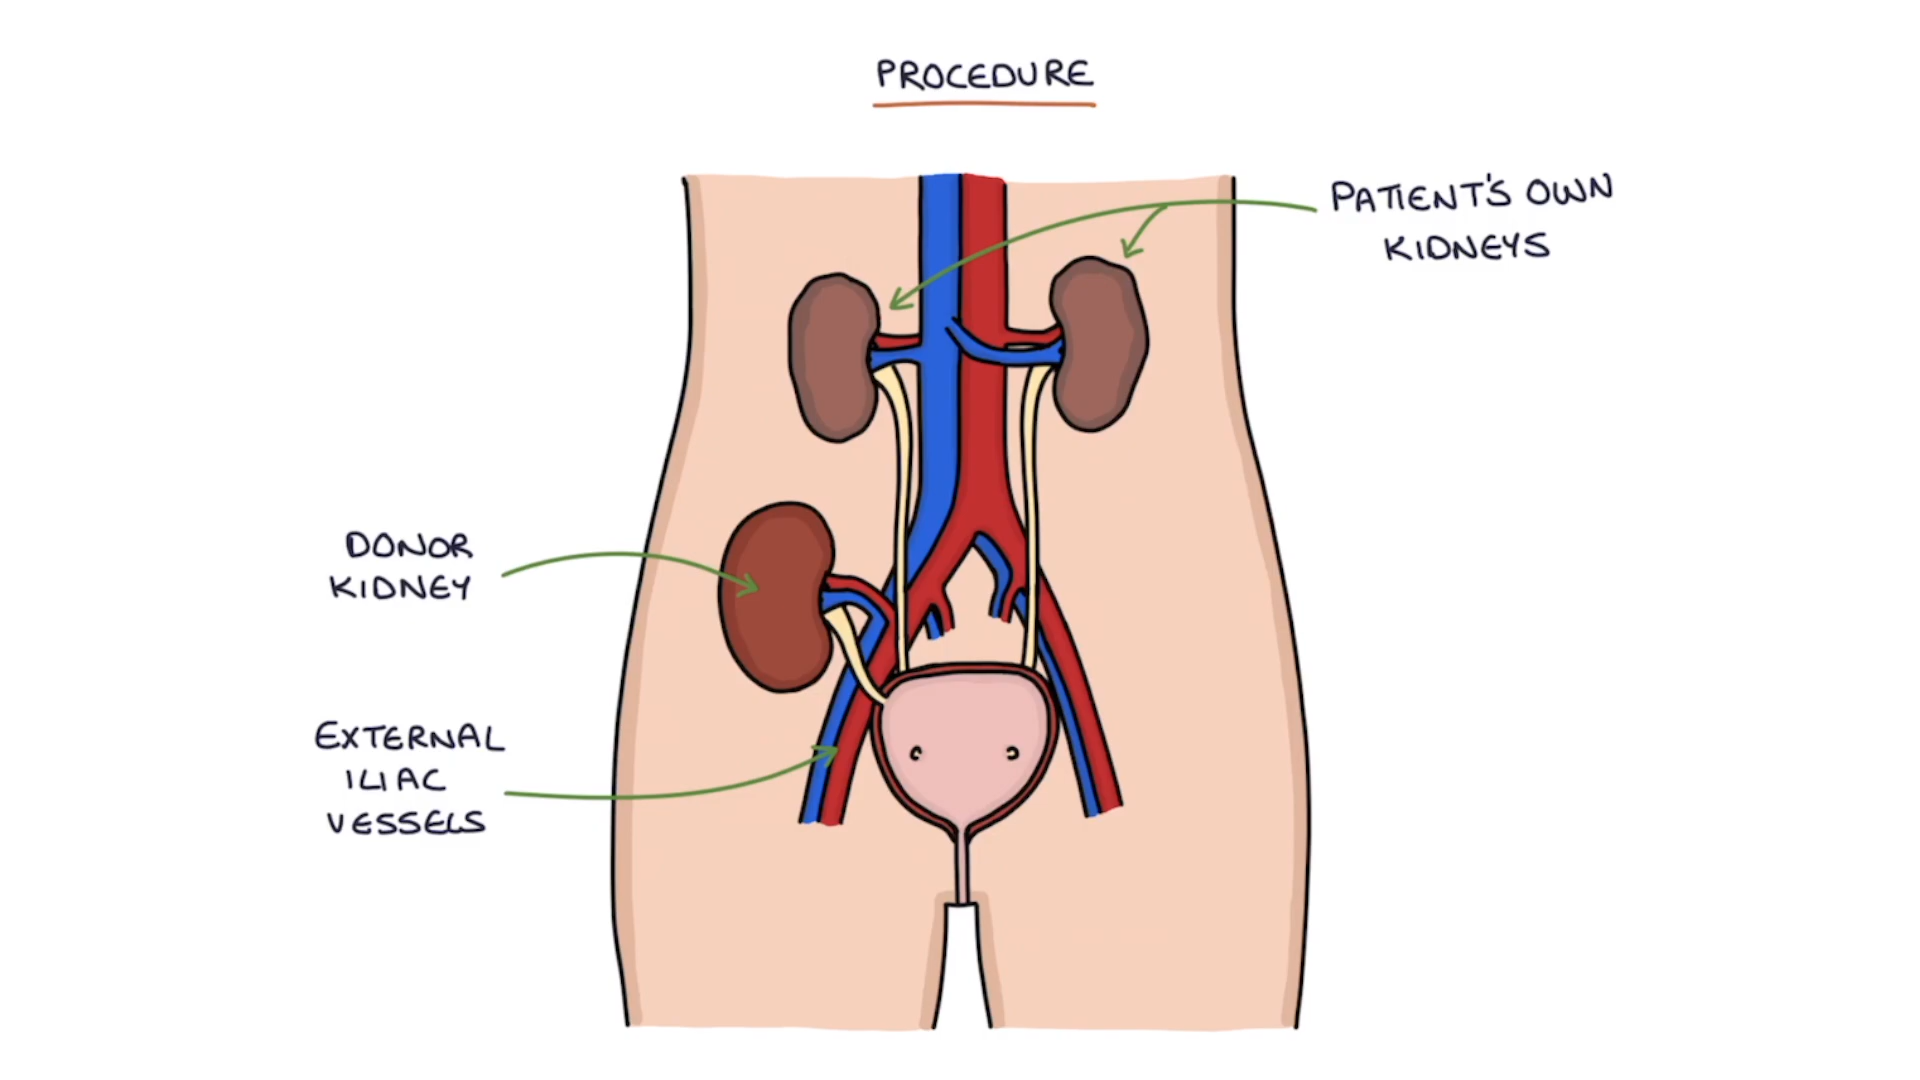 PROCEDURE
PATIENT'S OWN
KIDNEYS
DONOR
KIDNEY
EXTERNAL
ILIAC
VESSELS